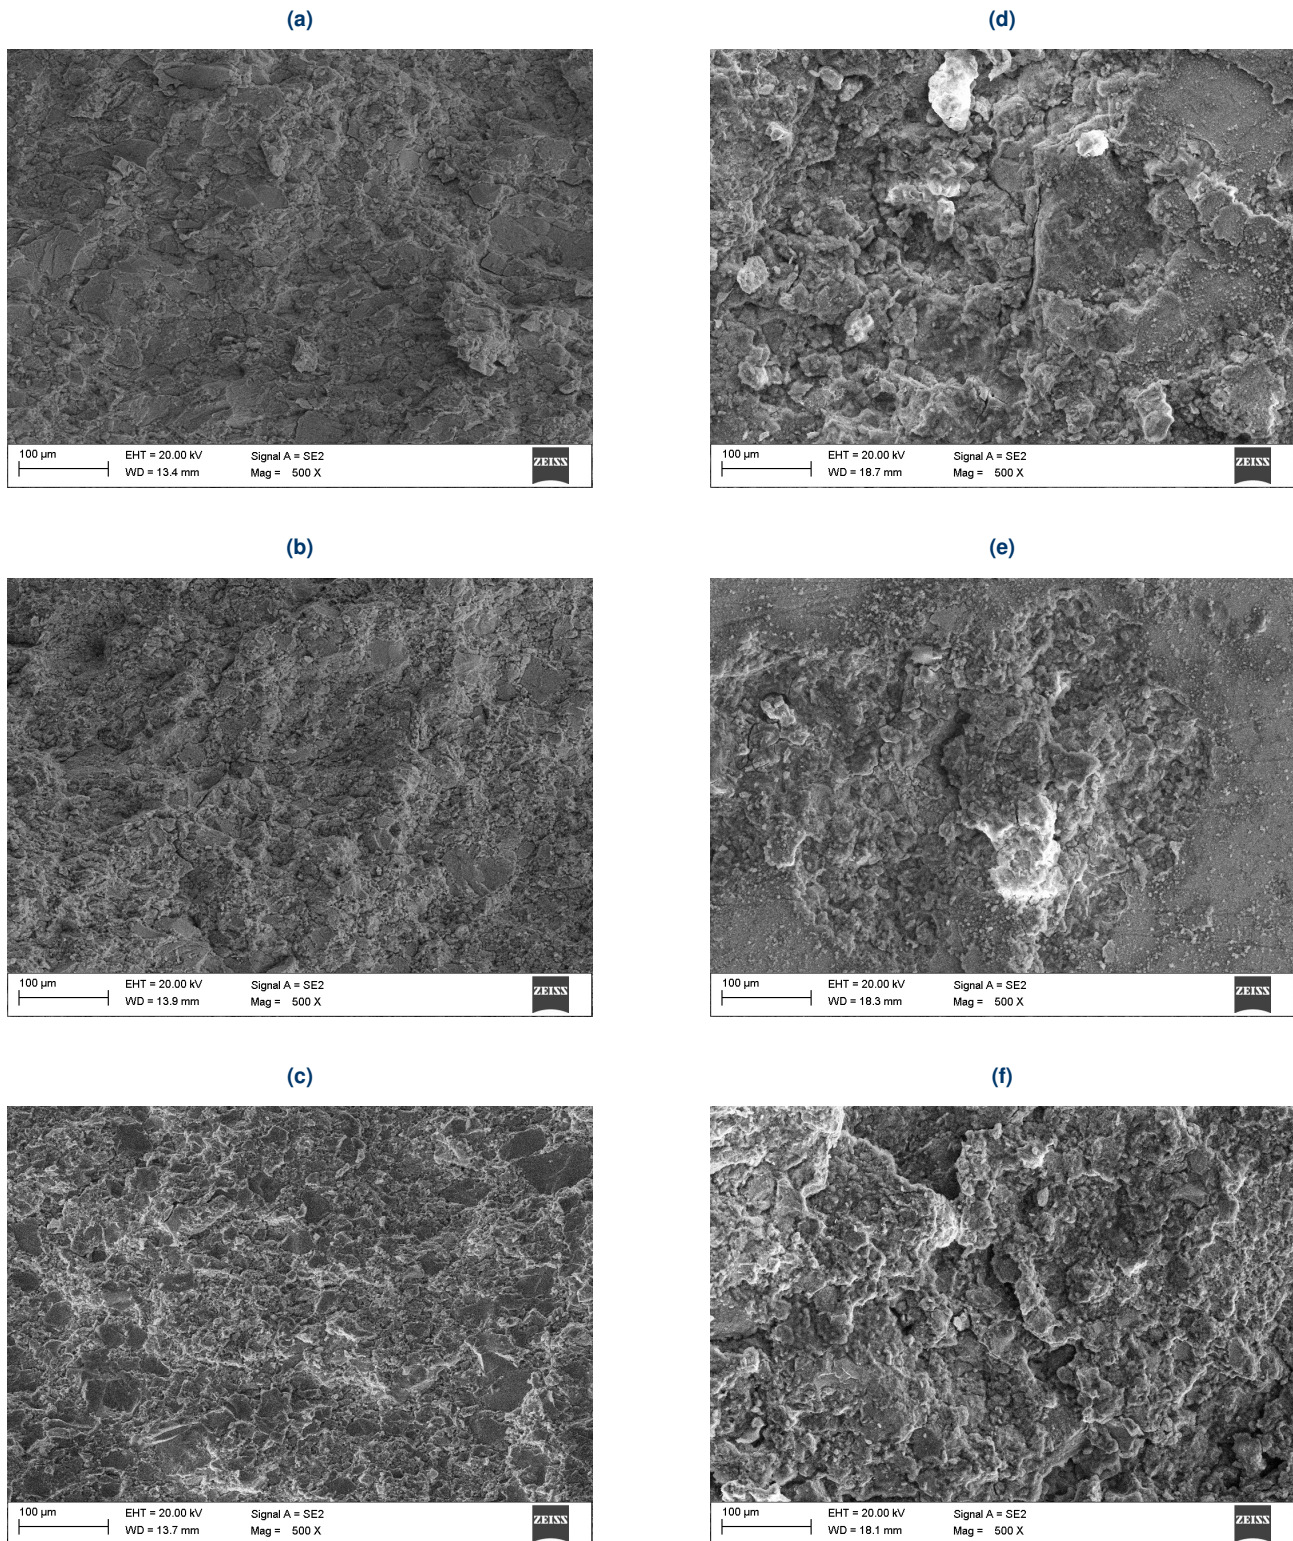 (a)
100 µm
EHT = 20.00 kV
Signal A = SE2
WD = 13.4 mm
Mag = 500 X
ZEISS
(d)
100 µm
EHT = 20.00 kV
Signal A = SE2
WD = 18.7 mm
Mag = 500 X
ZEISS
(b)
100 µm
EHT = 20.00 kV
Signal A = SE2
WD = 13.9 mm
Mag = 500 X
ZEISS
(e)
100 µm
EHT = 20.00 kV
Signal A = SE2
WD = 18.3 mm
Mag = 500 X
ZEISS
(c)
100 µm
EHT = 20.00 kV
Signal A = SE2
WD = 13.7 mm
Mag = 500 X
ZEISS
(f)
100 µm
EHT = 20.00 kV
Signal A = SE2
WD = 18.1 mm
Mag = 500 X
ZEISS